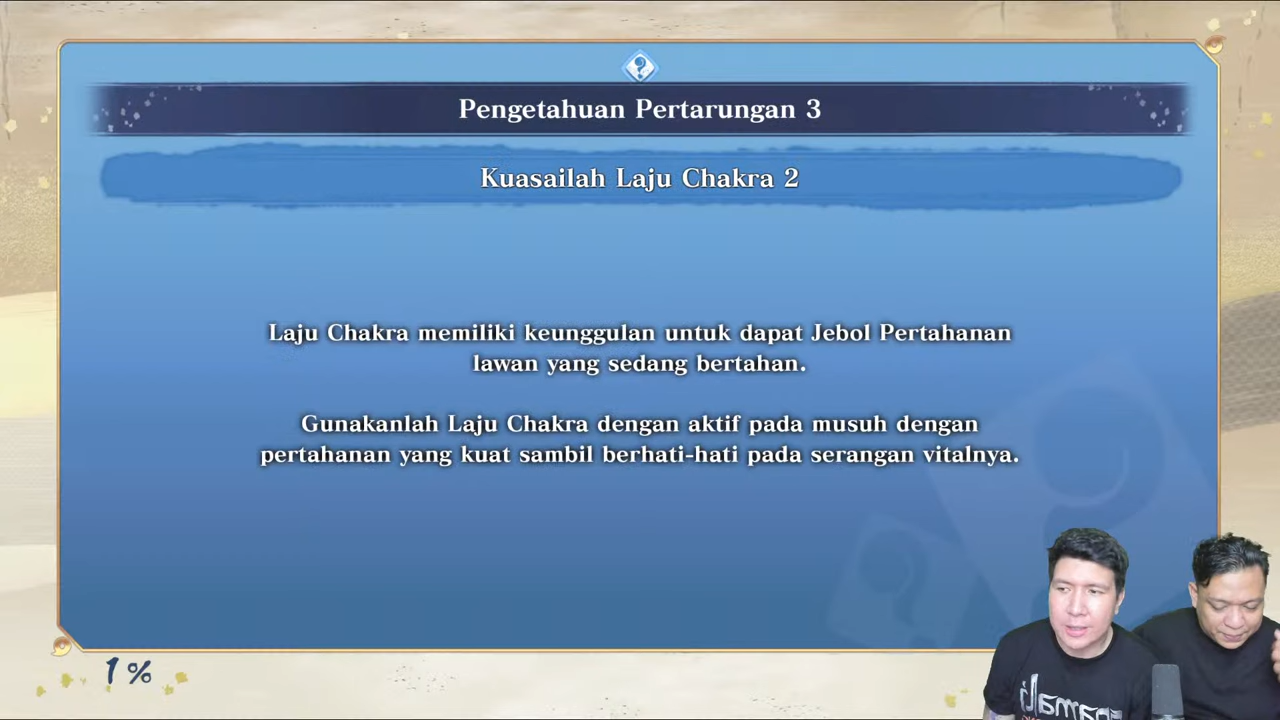 Pengetahuan Pertarungan 3
Kuasailah Laju Chakra 2
Laju Chakra memiliki keunggulan untuk dapat Jebol Pertahanan
lawan yang sedang bertahan.
Gunakanlah Laju Chakra dengan aktif pada musuh dengan
pertahanan yang kuat sambil berhati-hati pada serangan vitalnya.
1%